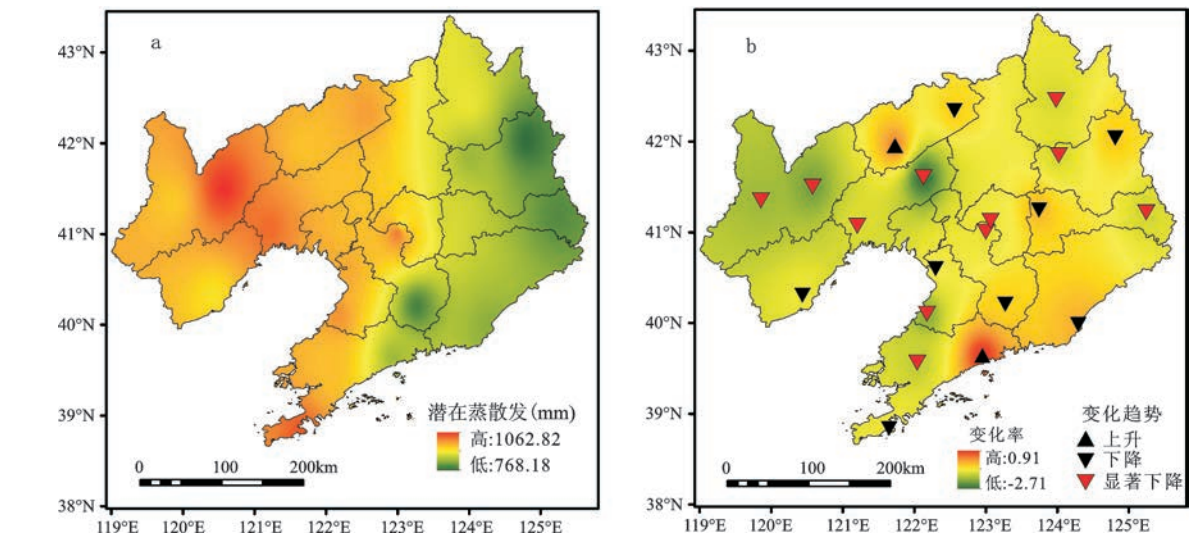 a
43°N
42°N
41°N
40°N
39°N
38°N
119°E 120°E 121°E 122°E 123°E 124°E 125°E
潜在蒸散发(mm)
高:1062.82
低:768.18
0 100 200km
b
43°N
42°N
41°N
40°N
39°N
38°N
119°E 120°E 121°E 122°E 123°E 124°E 125°E
变化率
高:0.91
低:-2.71
变化趋势
上升
下降
显著下降
0 100 200km